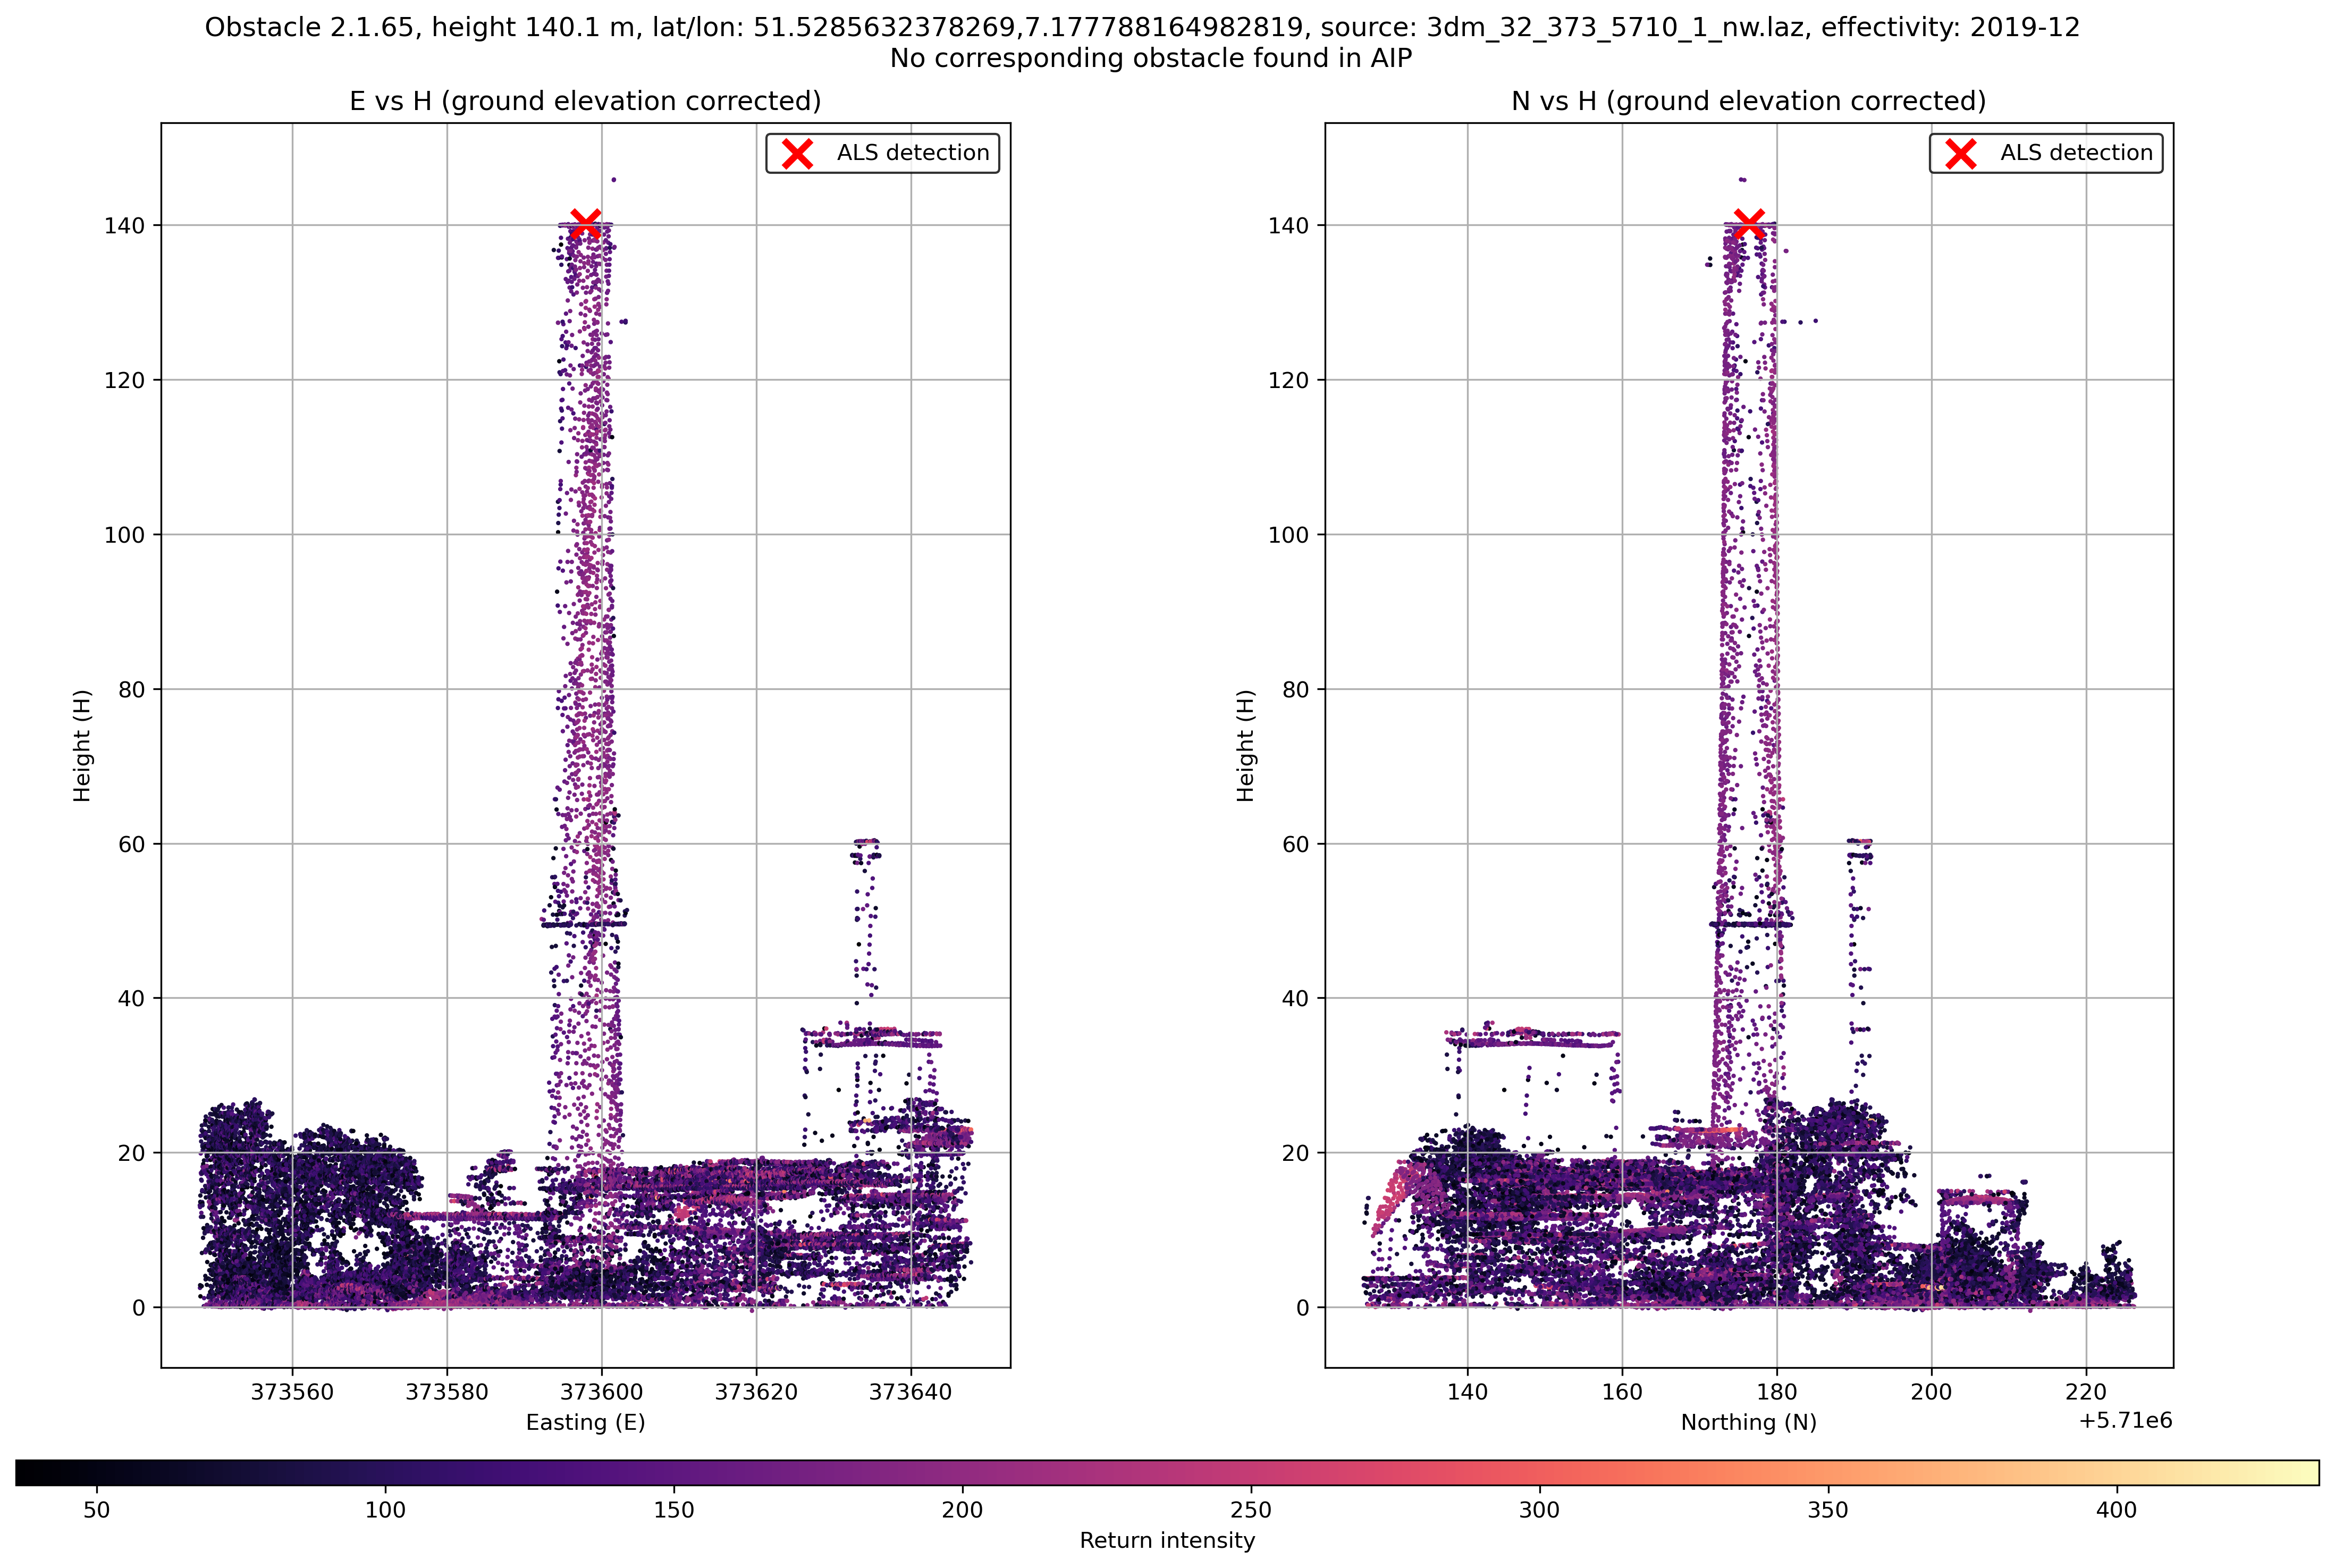 Obstacle 2.1.65, height 140.1 m, lat/lon: 51.5285632378269,7.177788164982819, source: 3dm_32_373_5710_1_nw.laz, effectivity: 2019-12
No corresponding obstacle found in AIP
E vs H (ground elevation corrected)
ALS detection
140
120
100
80
60
40
20
0
Height (H)
373560 373580 373600 373620 373640
Easting (E)
N vs H (ground elevation corrected)
ALS detection
140
120
100
80
60
40
20
0
Height (H)
140 160 180 200 220
+5.71e6
Northing (N)
50 100 150 200 250 300 350 400
Return intensity